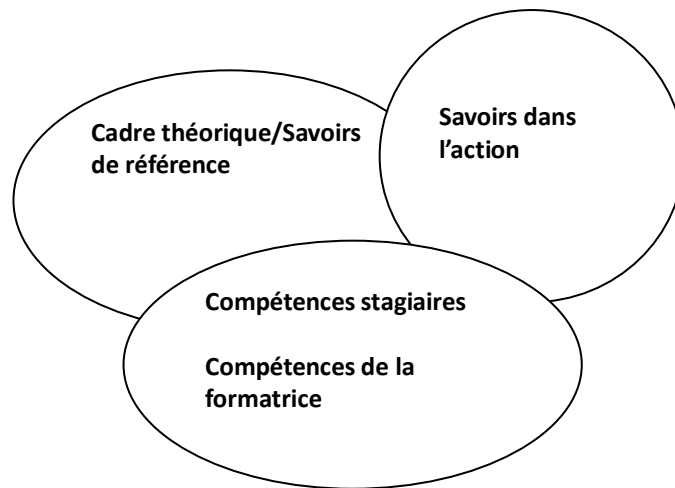 Cadre théorique/Savoirs
de référence
Savoirs dans
l’action
Compétences stagiaires
Compétences de la
formatrice